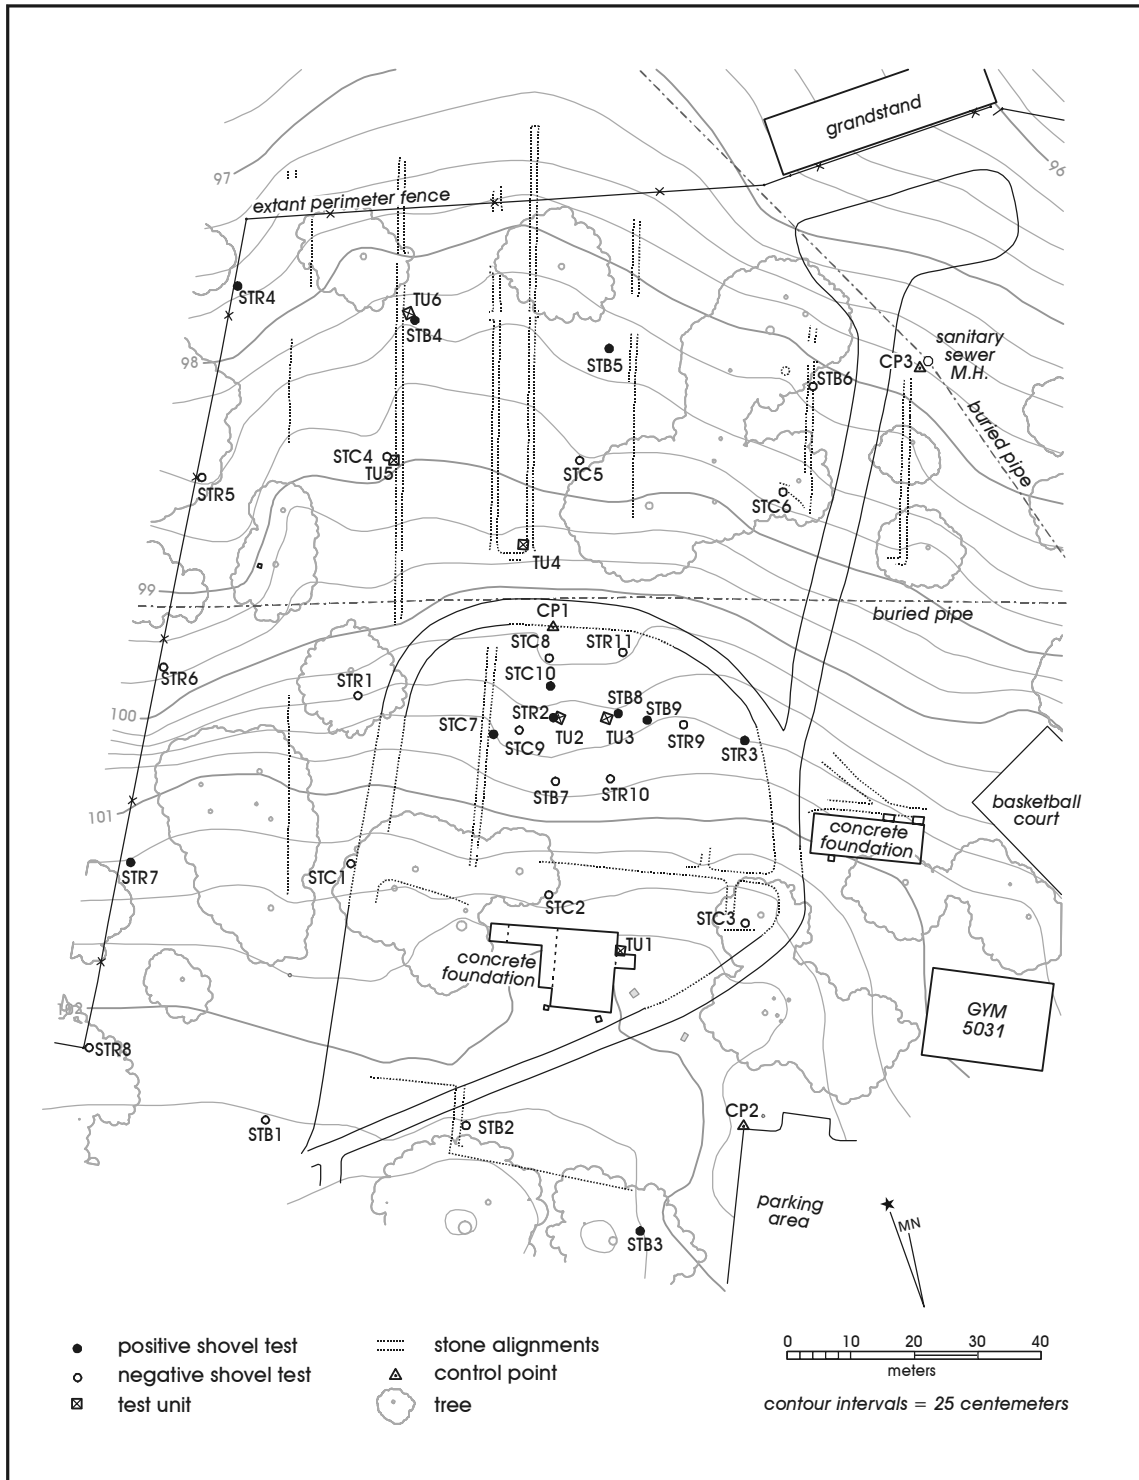 grandstand
97
96
extant perimeter fence
STR4
TU6
STB4
98
STB5
sanitary
sewer
M.H.
CP3
STB6
buried pipe
STC4
TU5
STC5
STR5
STC6
TU4
99
CP1
buried pipe
STC8
STR11
STR6
STR1
STC10
100
STR2
STB8
STB9
STC7
STC9
TU2
TU3
STR9
STR3
STB7
STR10
101
basketball
court
concrete
foundation
STR7
STC1
STC2
STC3
TU1
concrete
foundation
102
GYM
5031
STR8
CP2
STB1
STB2
parking
area
MN
STB3
positive shovel test
negative shovel test
test unit
stone alignments
control point
tree
0 10 20 30 40
meters
contour intervals = 25 centemeters